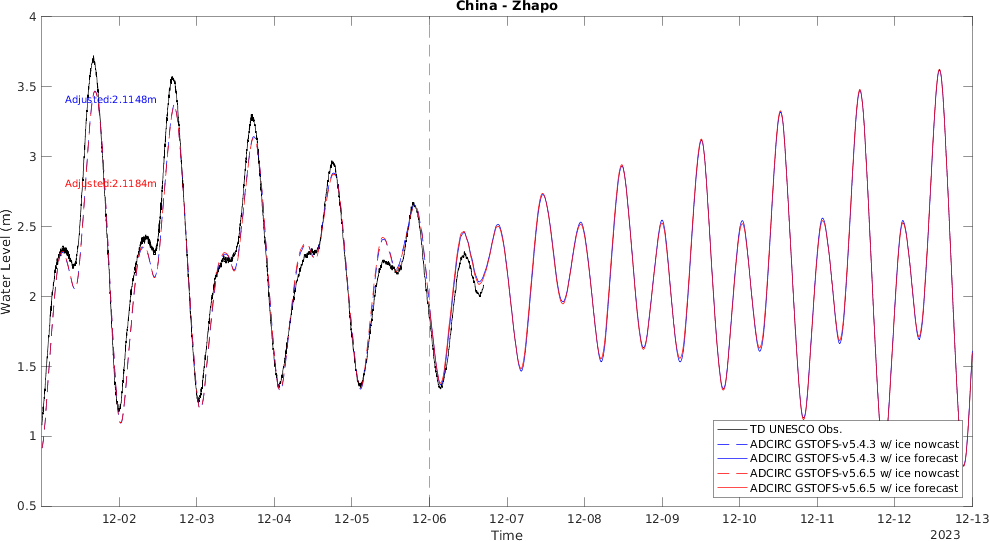 China - Zhapo
4
3.5
3
2.5
2
1.5
1
0.5
Water Level (m)
Adjusted:2.1148m
Adjusted:2.1184m
TD UNESCO Obs.
ADCIRC GSTOFS-v5.4.3 w/ ice nowcast
ADCIRC GSTOFS-v5.4.3 w/ ice forecast
ADCIRC GSTOFS-v5.6.5 w/ ice nowcast
ADCIRC GSTOFS-v5.6.5 w/ ice forecast
12-02 12-03 12-04 12-05 12-06 12-07 12-08 12-09 12-10 12-11 12-12 12-13
Time
2023